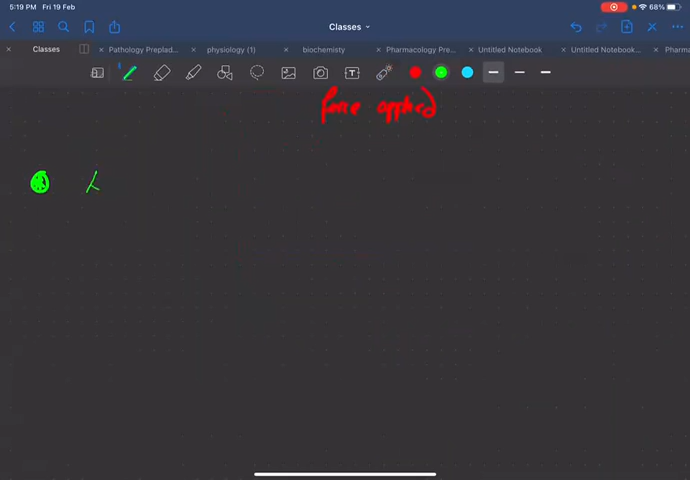 5:19 PM Fri 19 Feb
68%
Classes
Classes
Pathology Preplad...
physiology (1)
biochemisty
Pharmacology Pre...
Untitled Notebook
Untitled Notebook...
Pharma
T
force applied)